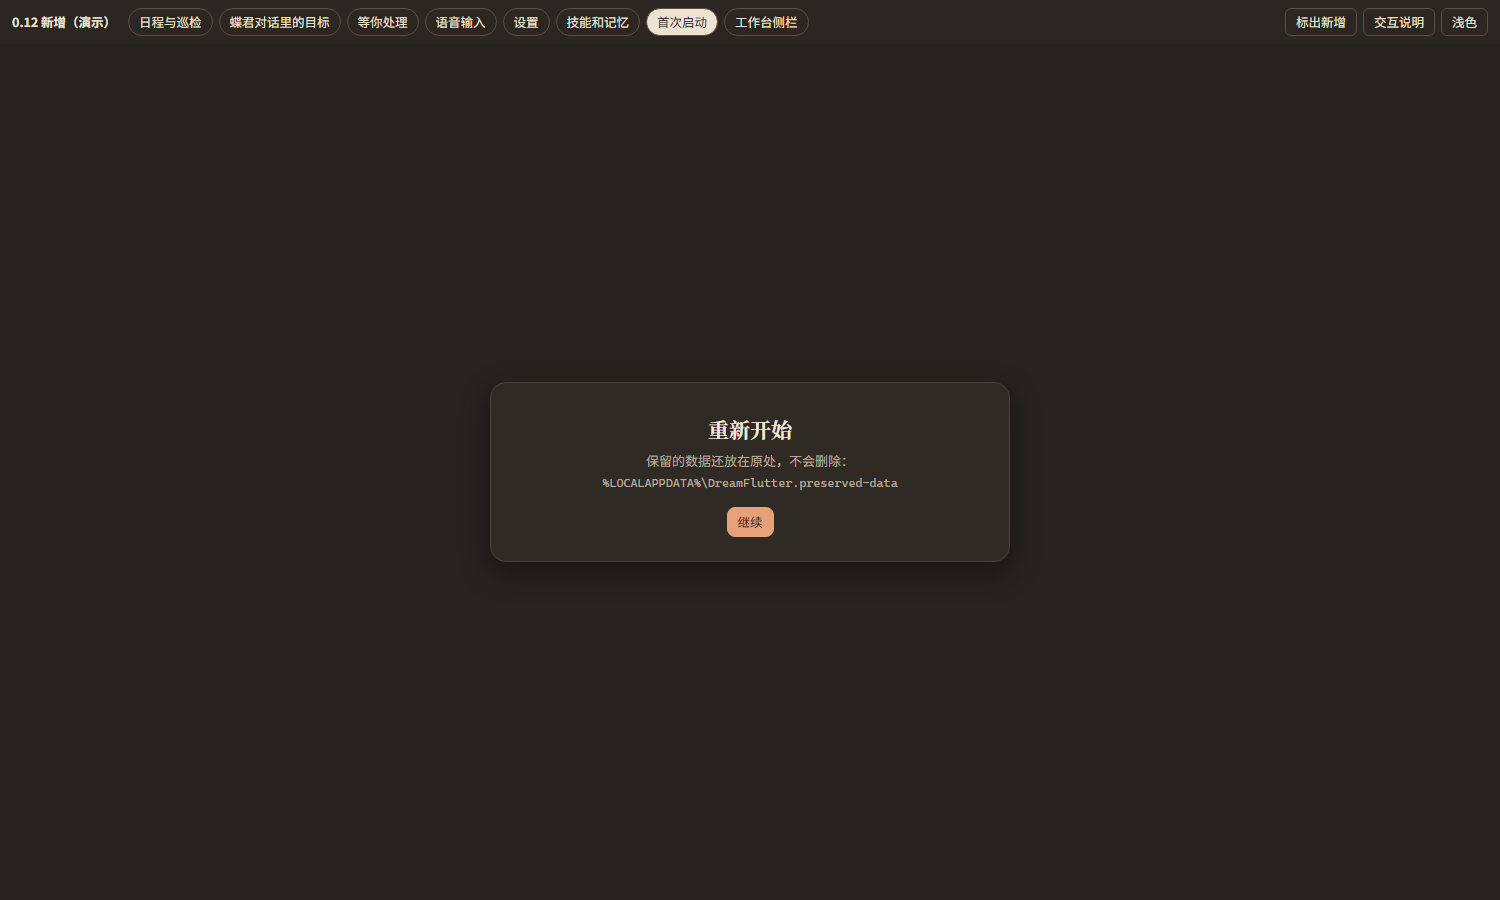 0.12 新增（演示） 日程与巡检 蝶君对话里的目标 等你处理 语音输入 设置 技能和记忆 首次启动 工作台侧栏 标出新增 交互说明 浅色
重新开始
保留的数据还放在原处，不会删除：
%LOCALAPPDATA%\DreamFlutter.preserved-data
继续